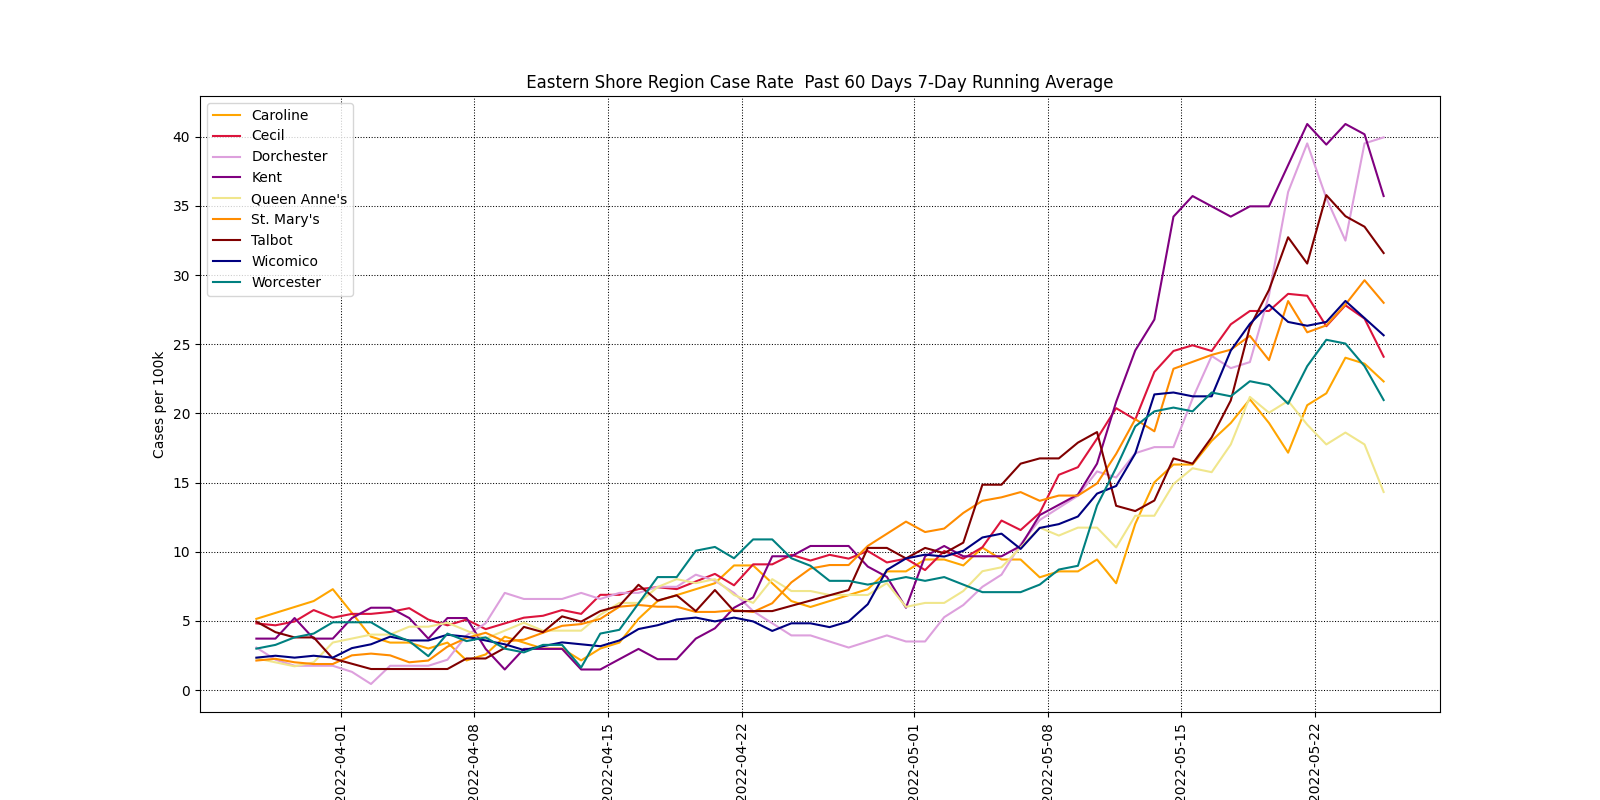 Eastern Shore Region Case Rate  Past 60 Days 7-Day Running Average
Caroline
Cecil
Dorchester
Kent
Queen Anne's
St. Mary's
Talbot
Wicomico
Worcester
40
35
30
25
20
15
10
5
0
Cases per 100k
2022-04-01
2022-04-08
2022-04-15
2022-04-22
2022-05-01
2022-05-08
2022-05-15
2022-05-22